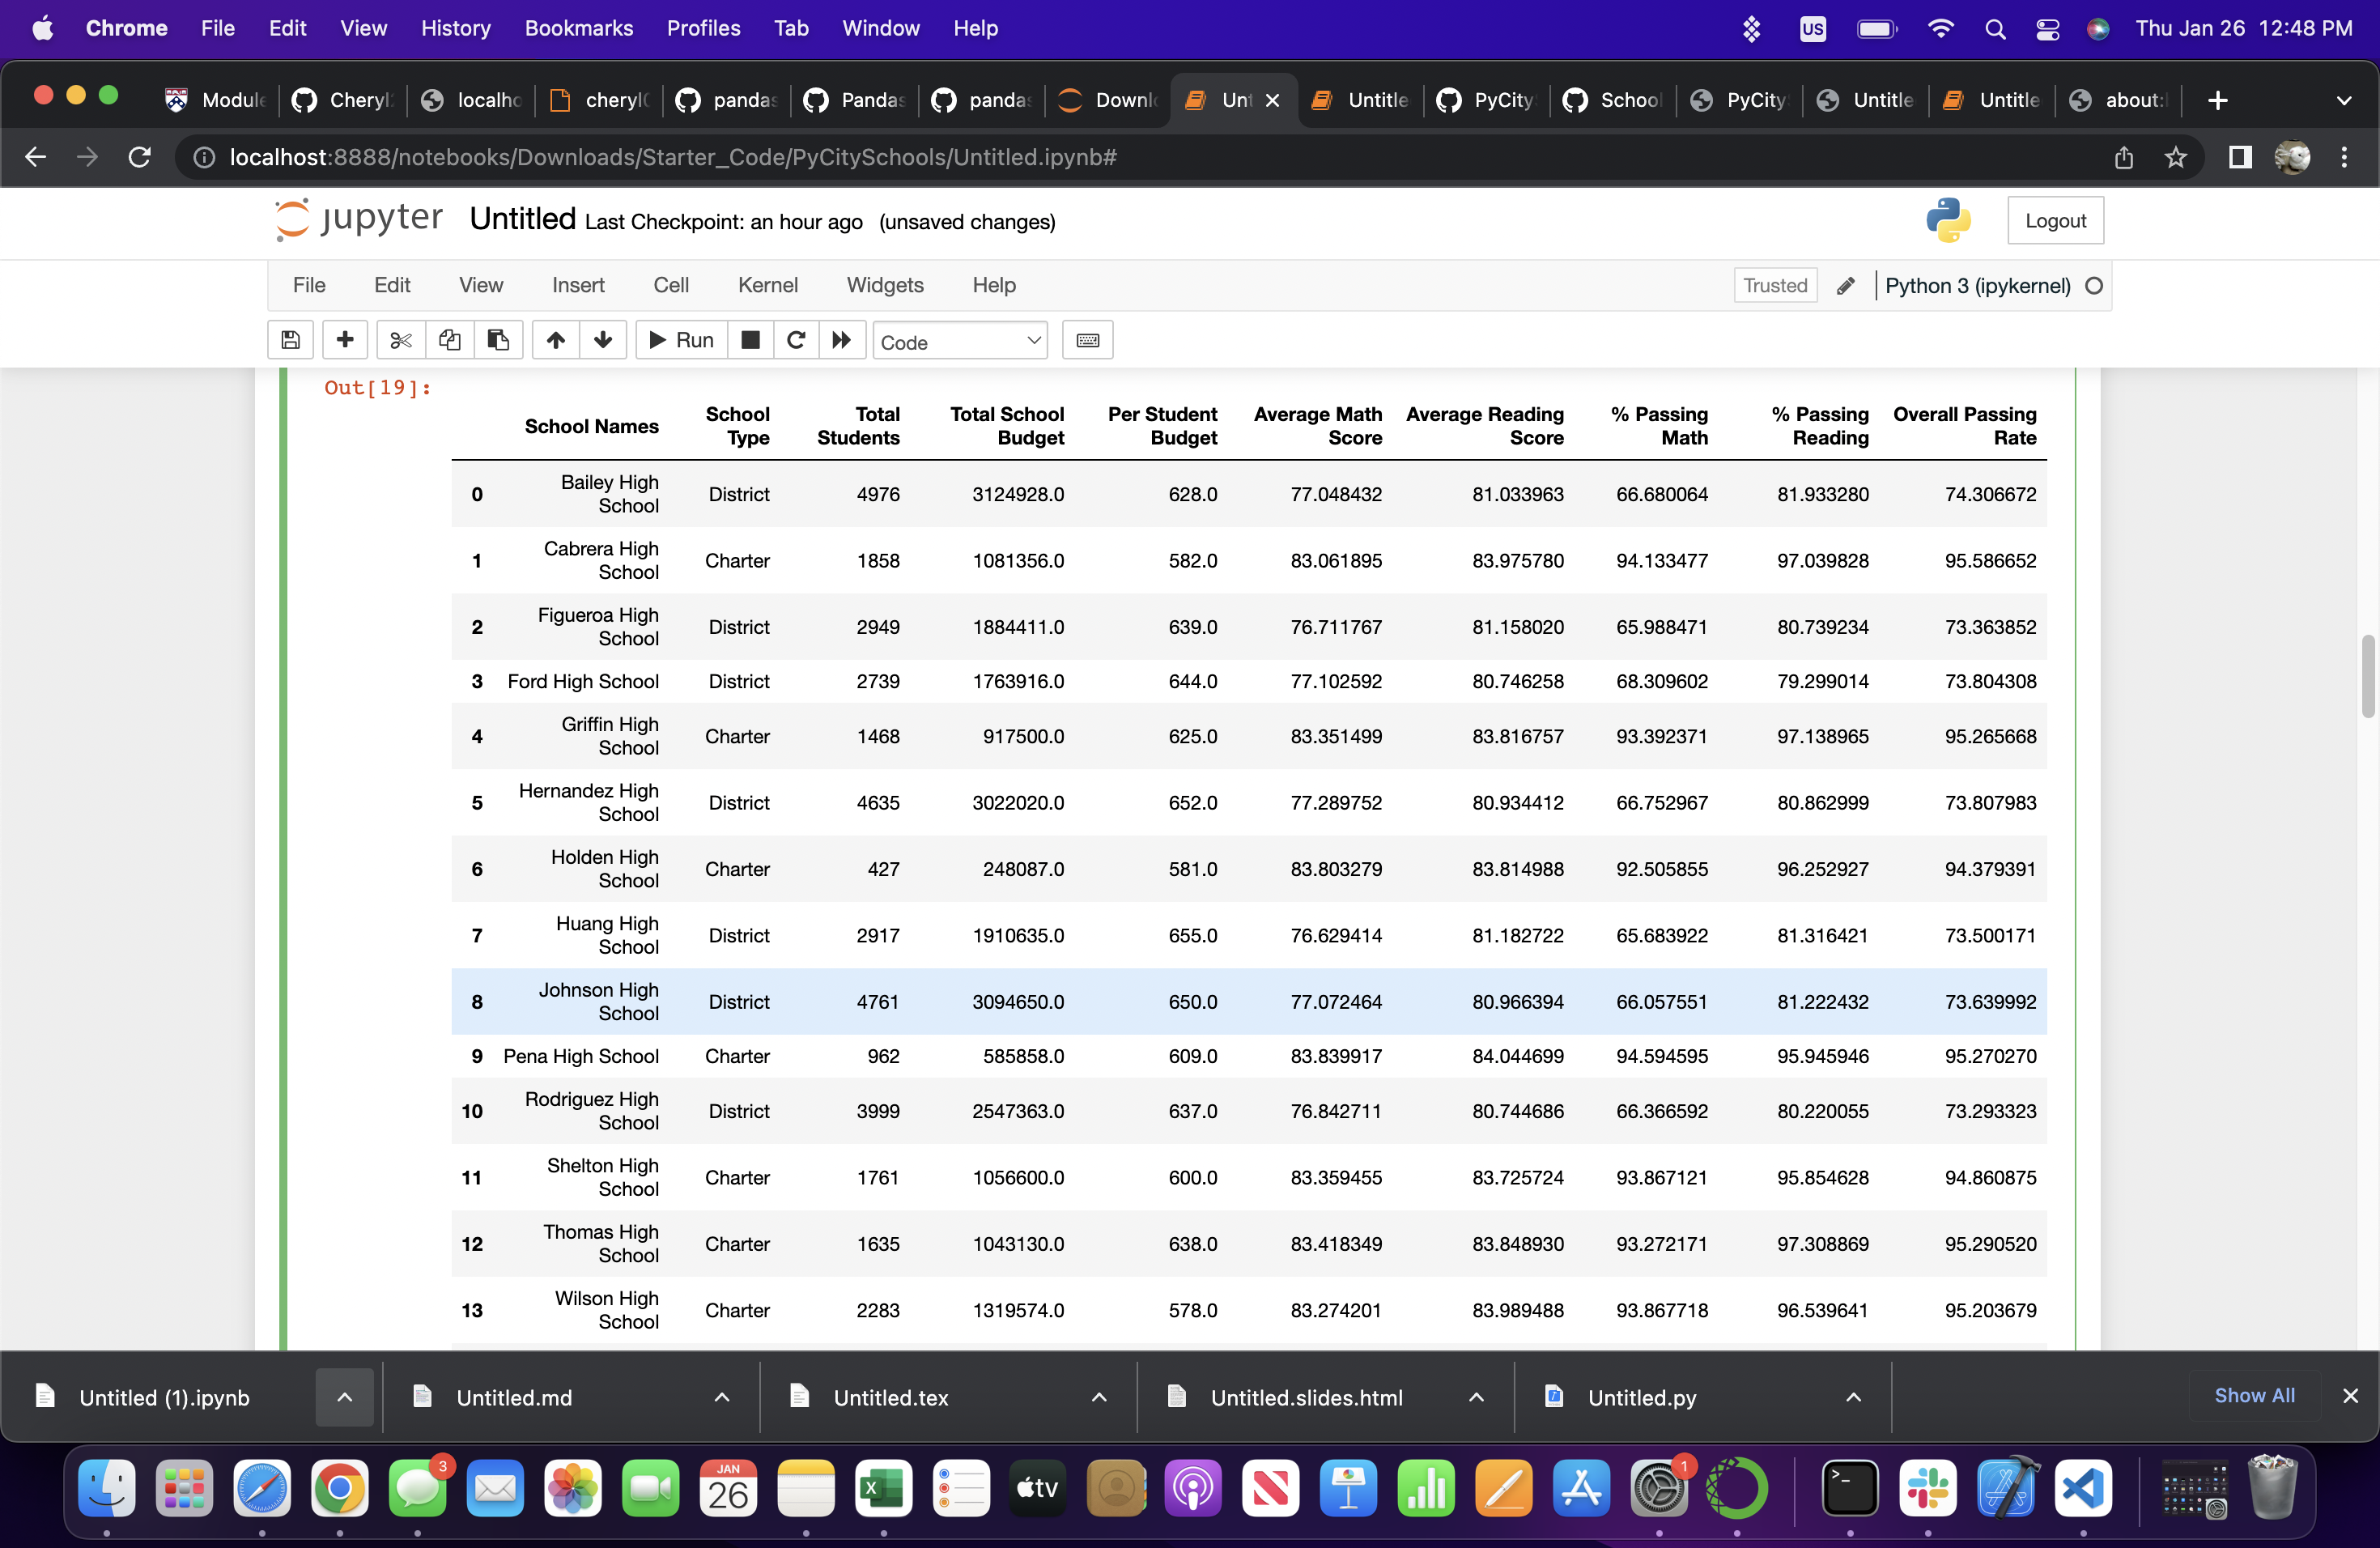 Chrome File Edit View History Bookmarks Profiles Tab Window Help US Thu Jan 26 12:48 PM
Module Cheryl localho cheryl pandas Pandas panda Downl Unt Untitle PyCity School PyCity Untitle Untitle about:
localhost:8888/notebooks/Downloads/Starter_Code/PyCitySchools/Untitled.ipynb#
jupyter Untitled Last Checkpoint: an hour ago (unsaved changes) Logout
File Edit View Insert Cell Kernel Widgets Help Trusted Python 3 (ipykernel)
Run Code
Out[19]:
School Names School Type Total Students Total School Budget Per Student Budget Average Math Score Average Reading Score % Passing Math % Passing Reading Overall Passing Rate
0 Bailey High School District 4976 3124928.0 628.0 77.048432 81.033963 66.680064 81.933280 74.306672
1 Cabrera High School Charter 1858 1081356.0 582.0 83.061895 83.975780 94.133477 97.039828 95.586652
2 Figueroa High School District 2949 1884411.0 639.0 76.711767 81.158020 65.988471 80.739234 73.363852
3 Ford High School District 2739 1763916.0 644.0 77.102592 80.746258 68.309602 79.299014 73.804308
4 Griffin High School Charter 1468 917500.0 625.0 83.351499 83.816757 93.392371 97.138965 95.265668
5 Hernandez High School District 4635 3022020.0 652.0 77.289752 80.934412 66.752967 80.862999 73.807983
6 Holden High School Charter 427 248087.0 581.0 83.803279 83.814988 92.505855 96.252927 94.379391
7 Huang High School District 2917 1910635.0 655.0 76.629414 81.182722 65.683922 81.316421 73.500171
8 Johnson High School District 4761 3094650.0 650.0 77.072464 80.966394 66.057551 81.222432 73.639992
9 Pena High School Charter 962 585858.0 609.0 83.839917 84.044699 94.594595 95.945946 95.270270
10 Rodriguez High School District 3999 2547363.0 637.0 76.842711 80.744686 66.366592 80.220055 73.293323
11 Shelton High School Charter 1761 1056600.0 600.0 83.359455 83.725724 93.867121 95.854628 94.860875
12 Thomas High School Charter 1635 1043130.0 638.0 83.418349 83.848930 93.272171 97.308869 95.290520
13 Wilson High School Charter 2283 1319574.0 578.0 83.274201 83.989488 93.867718 96.539641 95.203679
Untitled (1).ipynb Untitled.md Untitled.tex Untitled.slides.html Untitled.py Show All
3 JAN 26 tv 1